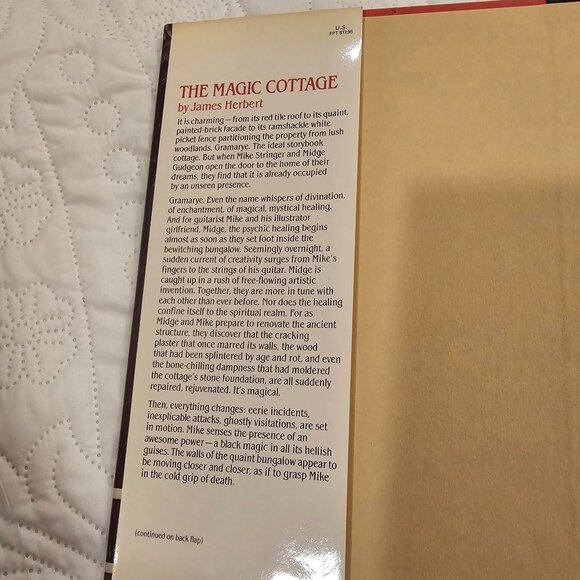 U.S.
FPT $17.95
THE MAGIC COTTAGE
by James Herbert
It is charming—from its red tile roof to its quaint,
painted-brick facade to its ramshackle white
picket fence partitioning the property from lush
woodlands. Gramarye. The ideal storybook
cottage. But when Mike Stringer and Midge
Gudgeon open the door to the home of their
dreams, they find that it is already occupied
by an unseen presence.
Gramarye. Even the name whispers of divination,
of enchantment, of magical, mystical healing.
And for guitarist Mike and his illustrator
girlfriend, Midge, the psychic healing begins
almost as soon as they set foot inside the
bewitching bungalow. Seemingly overnight, a
sudden current of creativity surges from Mike's
fingers to the strings of his guitar. Midge is
caught up in a rush of free-flowing artistic
invention. Together, they are more in tune with
each other than ever before. Nor does the healing
confine itself to the spiritual realm. For as
Midge and Mike prepare to renovate the ancient
structure, they discover that the cracking
plaster that once marred its walls, the wood
that had been splintered by age and rot, and even
the bone-chilling dampness that had moldered
the cottage's stone foundation, are all suddenly
repaired, rejuvenated. It's magical.
Then, everything changes: eerie incidents,
inexplicable attacks, ghostly visitations, are set
in motion. Mike senses the presence of an
awesome power—a black magic in all its hellish
guises. The walls of the quaint bungalow appear to
be moving closer and closer, as if to grasp Mike
in the cold grip of death.
(continued on back flap)